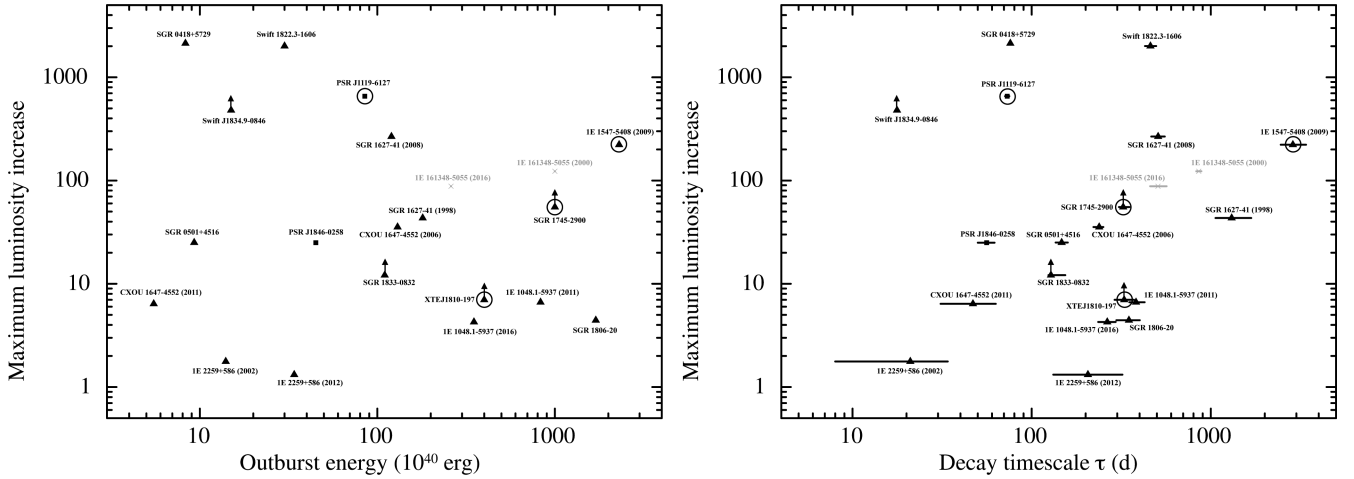 SGR 0418+5729
Swift 1822.3-1606
PSR J1119-6127
Swift J1834.9-0846
SGR 1627-41 (2008)
1E 1547-5408 (2009)
1E 161348-5055 (2000)
1E 161348-5055 (2016)
SGR 1627-41 (1998)
SGR 1745-2900
CXOU 1647-4552 (2006)
SGR 0501+4516
PSR J1846-0258
SGR 1833-0832
CXOU 1647-4552 (2011)
XTEJ1810-197
1E 1048.1-5937 (2011)
1E 1048.1-5937 (2016)
SGR 1806-20
1E 2259+586 (2002)
1E 2259+586 (2012)
1000
100
10
1
Maximum luminosity increase
10
100
1000
Outburst energy (10⁴⁰ erg)
SGR 0418+5729
Swift 1822.3-1606
PSR J1119-6127
Swift J1834.9-0846
SGR 1627-41 (2008)
1E 1547-5408 (2009)
1E 161348-5055 (2000)
1E 161348-5055 (2016)
SGR 1745-2900
SGR 1627-41 (1998)
PSR J1846-0258
SGR 0501+4516
CXOU 1647-4552 (2006)
SGR 1833-0832
CXOU 1647-4552 (2011)
1E 1048.1-5937 (2011)
XTEJ1810-197
1E 1048.1-5937 (2016)
SGR 1806-20
1E 2259+586 (2002)
1E 2259+586 (2012)
1000
100
10
1
Maximum luminosity increase
10
100
1000
Decay timescale τ (d)